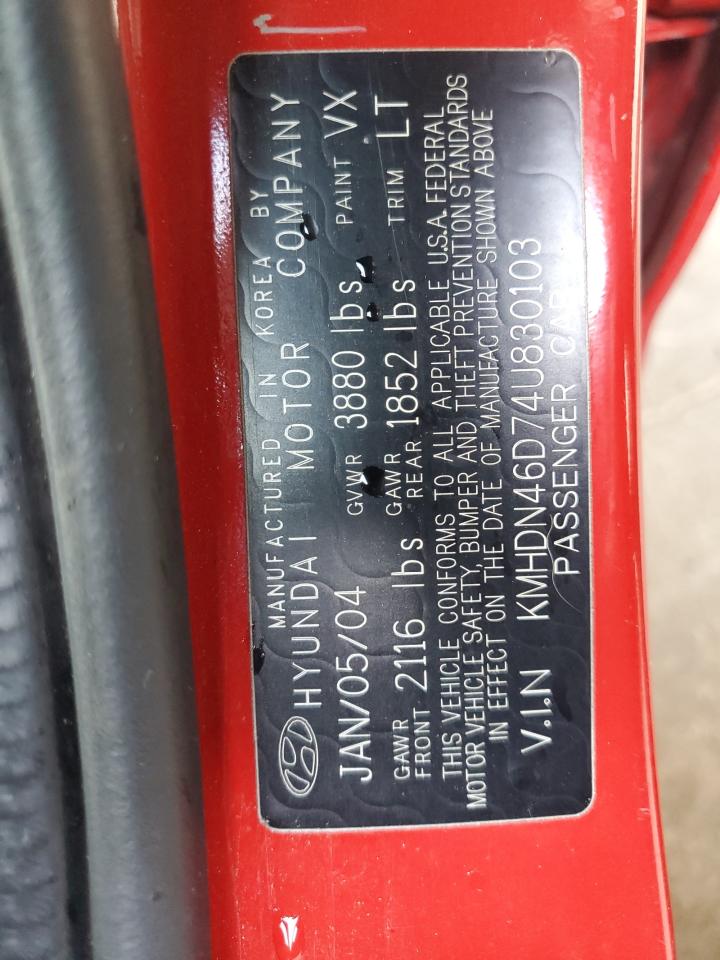 MANUFACTURED IN KOREA BY
HYUNDAI MOTOR COMPANY
JAN/05/04 GVWR 3880 lbs PAINT VX
GAWR FRONT 2116 lbs GAWR REAR 1852 lbs TRIM LT
THIS VEHICLE CONFORMS TO ALL APPLICABLE U.S.A. FEDERAL
MOTOR VEHICLE SAFETY, BUMPER AND THEFT PREVENTION STANDARDS
IN EFFECT ON THE DATE OF MANUFACTURE SHOWN ABOVE
V.I.N KMHDN46D74U830103
PASSENGER CAR